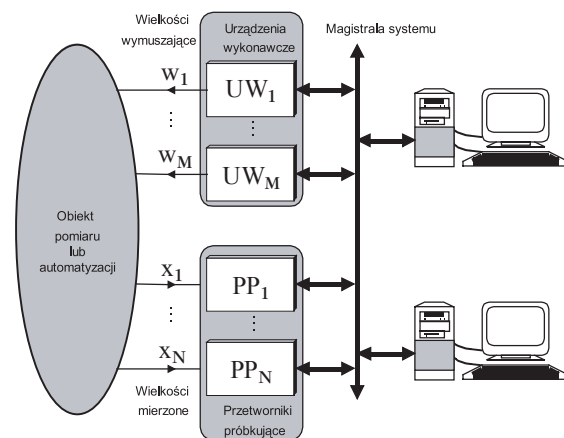 Wielkości
wymuszające
Urządzenia
wykonawcze
Magistrala systemu
w1
UW1
...
...
wM
UWM
Obiekt
pomiaru
lub
automatyzacji
x1
PP1
...
...
xN
PPN
Wielkości
mierzone
Przetworniki
próbkujące